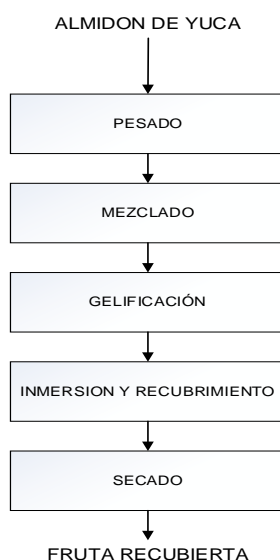 ALMIDON DE YUCA
PESADO
MEZCLADO
GELIFICACIÓN
INMERSION Y RECUBRIMIENTO
SECADO
FRUTA RECUBIERTA